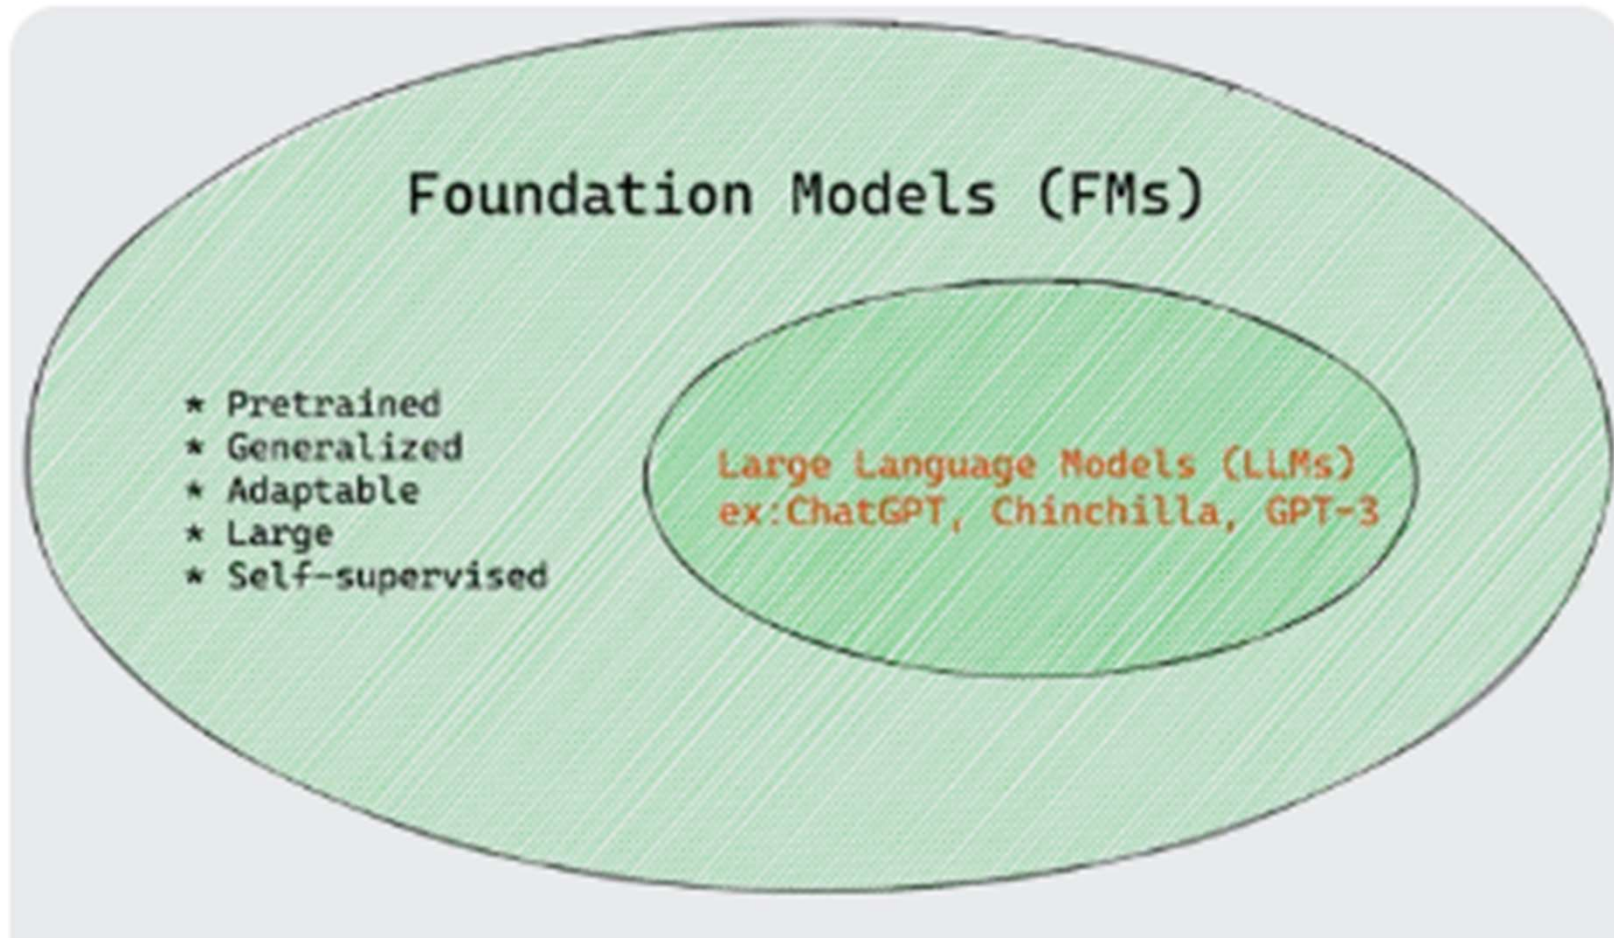 Foundation Models (FMs)
* Pretrained
* Generalized
* Adaptable
* Large
* Self-supervised
Large Language Models (LLMs)
ex:ChatGPT, Chinchilla, GPT-3